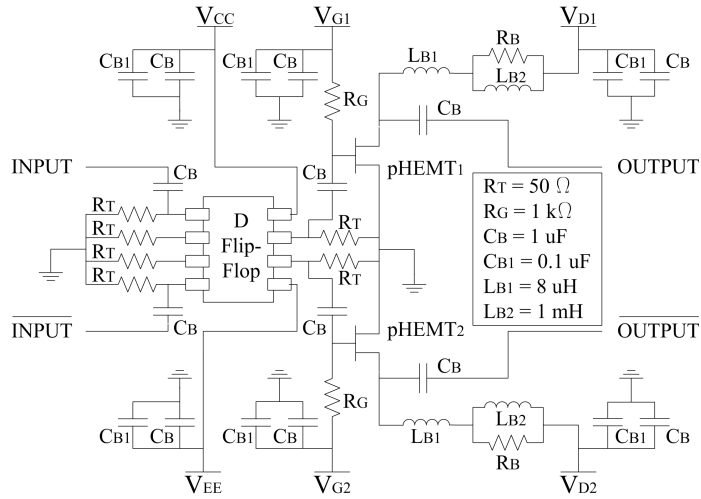 VCC
VG1
VD1
CB1
CB
CB1
CB
LB1
RB
LB2
CB1
CB
RG
CB
INPUT
CB
pHEMT1
OUTPUT
RT
RT
RT
RT
D
Flip-
Flop
CB
RT
RT
RT = 50 Ω
RG = 1 kΩ
CB = 1 uF
CB1 = 0.1 uF
LB1 = 8 uH
LB2 = 1 mH
INPUT
CB
CB
pHEMT2
CB
OUTPUT
RG
CB1
CB
CB1
CB
LB1
LB2
RB
CB1
CB
VEE
VG2
VD2